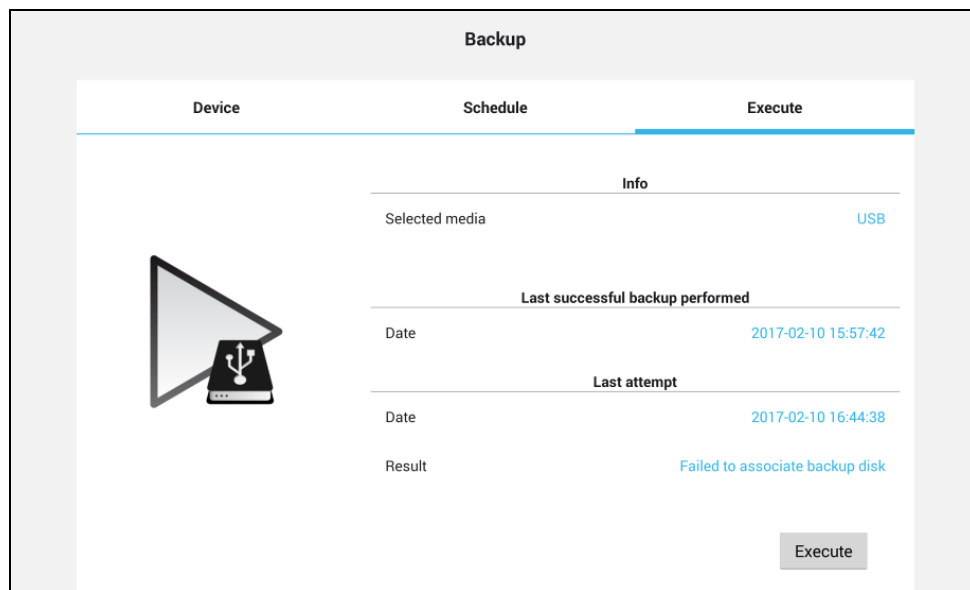 Backup
Device Schedule Execute
Info
Selected media USB
Last successful backup performed
Date 2017-02-10 15:57:42
Last attempt
Date 2017-02-10 16:44:38
Result Failed to associate backup disk
Execute